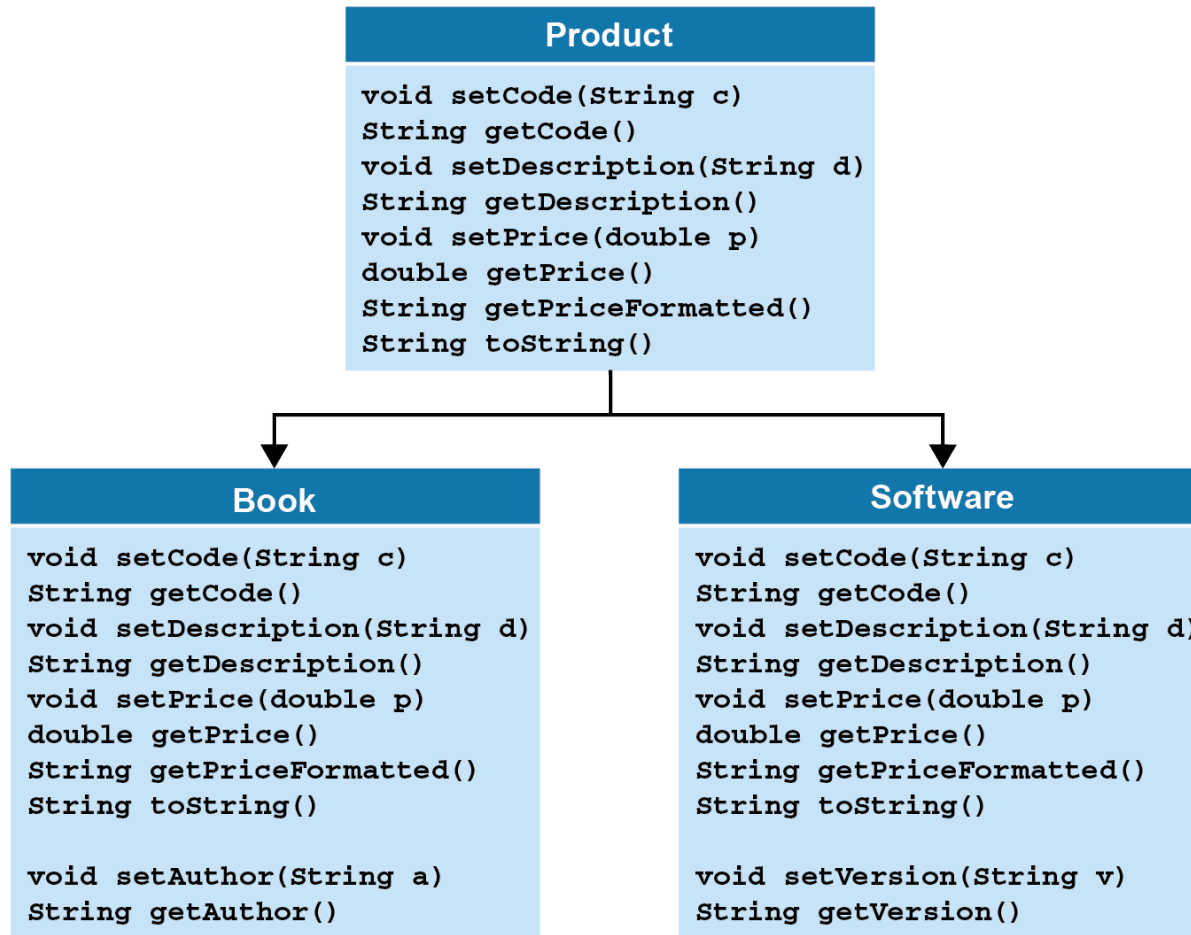 Product
void setCode(String c)
String getCode()
void setDescription(String d)
String getDescription()
void setPrice(double p)
double getPrice()
String getPriceFormatted()
String toString()
Book
void setCode(String c)
String getCode()
void setDescription(String d)
String getDescription()
void setPrice(double p)
double getPrice()
String getPriceFormatted()
String toString()
void setAuthor(String a)
String getAuthor()
Software
void setCode(String c)
String getCode()
void setDescription(String d)
String getDescription()
void setPrice(double p)
double getPrice()
String getPriceFormatted()
String toString()
void setVersion(String v)
String getVersion()